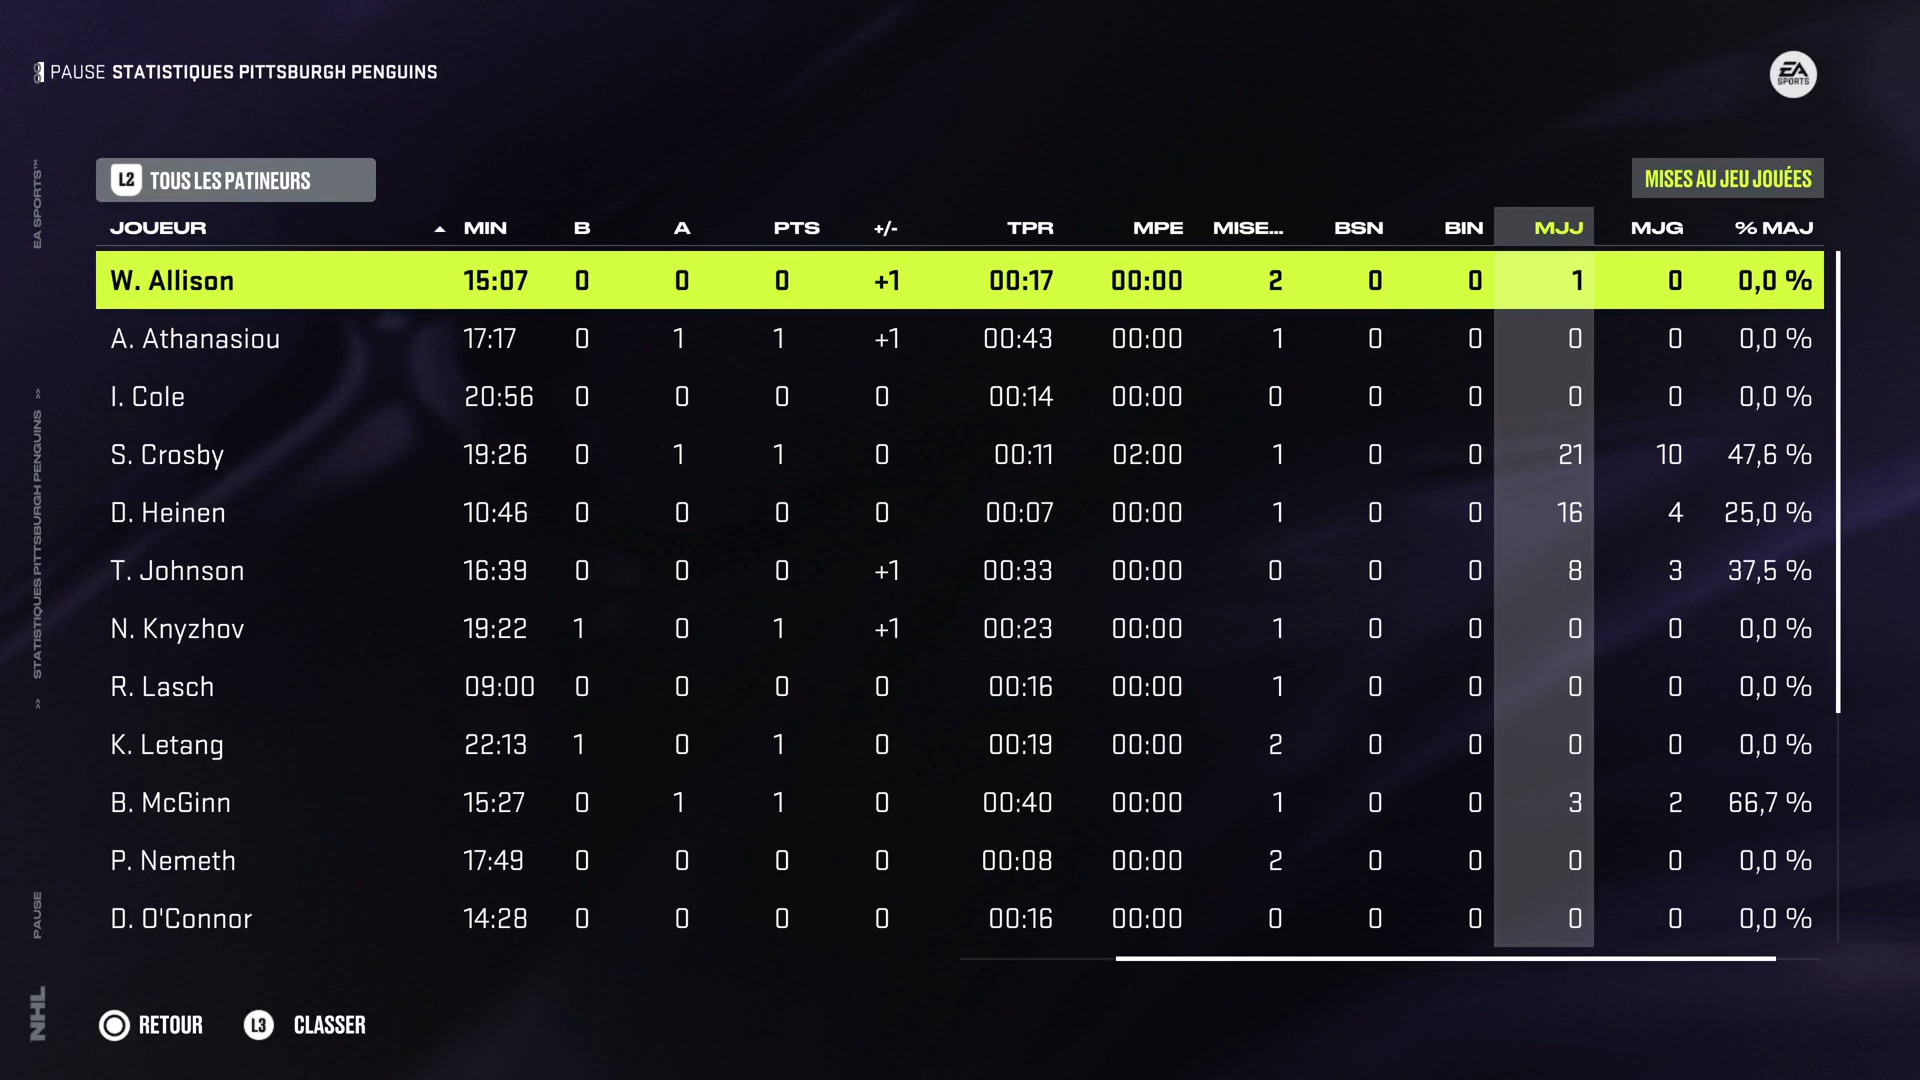 PAUSE STATISTIQUES PITTSBURGH PENGUINS
EA SPORTS
L2 TOUS LES PATINEURS
MISES AU JEU JOUÉES
JOUEUR MIN B A PTS +/- TPR MPE MISE... BSN BIN MJJ MJG % MAJ
W. Allison 15:07 0 0 0 +1 00:17 00:00 2 0 0 1 0 0,0 %
A. Athanasiou 17:17 0 1 1 +1 00:43 00:00 1 0 0 0 0 0,0 %
I. Cole 20:56 0 0 0 0 00:14 00:00 0 0 0 0 0 0,0 %
S. Crosby 19:26 0 1 1 0 00:11 02:00 1 0 0 21 10 47,6 %
D. Heinen 10:46 0 0 0 0 00:07 00:00 1 0 0 16 4 25,0 %
T. Johnson 16:39 0 0 0 +1 00:33 00:00 0 0 0 8 3 37,5 %
N. Knyzhov 19:22 1 0 1 +1 00:23 00:00 1 0 0 0 0 0,0 %
R. Lasch 09:00 0 0 0 0 00:16 00:00 1 0 0 0 0 0,0 %
K. Letang 22:13 1 0 1 0 00:19 00:00 2 0 0 0 0 0,0 %
B. McGinn 15:27 0 1 1 0 00:40 00:00 1 0 0 3 2 66,7 %
P. Nemeth 17:49 0 0 0 0 00:08 00:00 2 0 0 0 0 0,0 %
D. O'Connor 14:28 0 0 0 0 00:16 00:00 0 0 0 0 0 0,0 %
RETOUR L3 CLASSER
NHL PAUSE >> STATISTIQUES PITTSBURGH PENGUINS >> EA SPORTS™